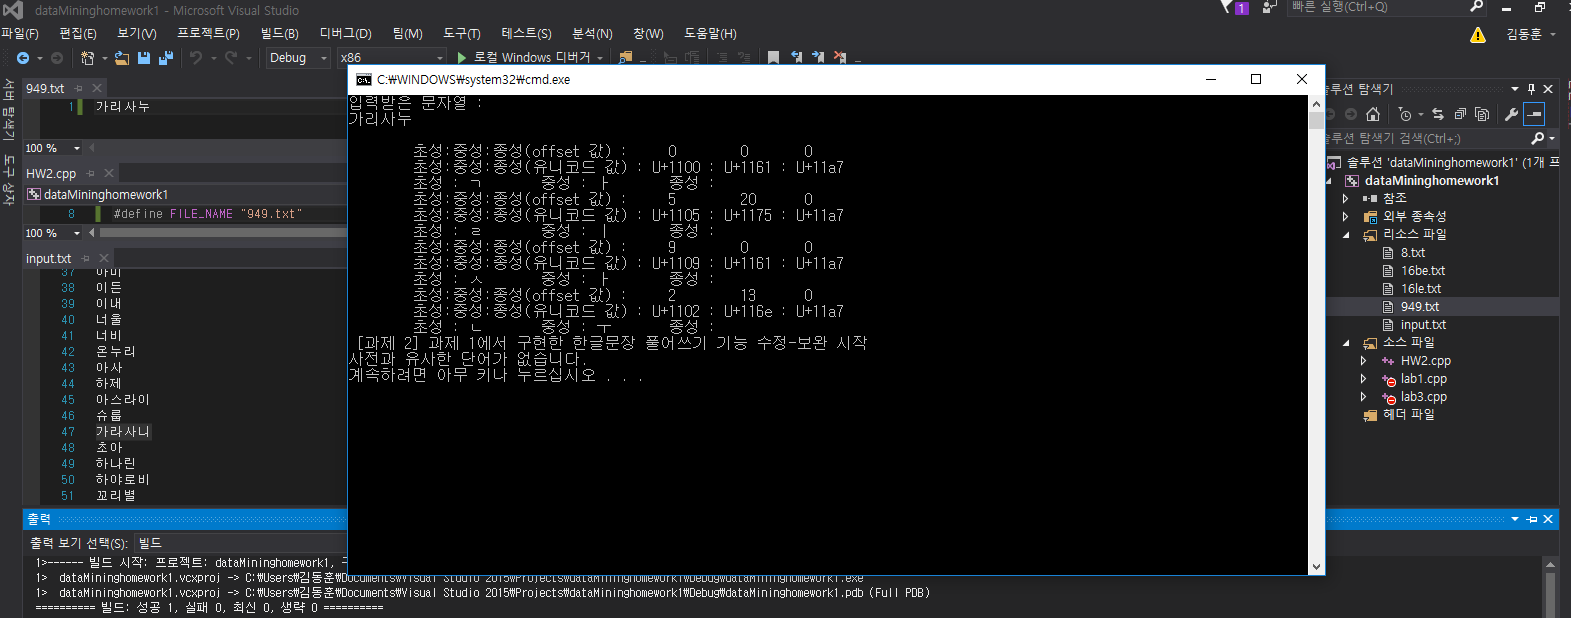 dataMininghomework1 - Microsoft Visual Studio
1
빠른 실행(Ctrl+Q)
파일(F) 편집(E) 보기(V) 프로젝트(P) 빌드(B) 디버그(D) 팀(M) 도구(T) 테스트(S) 분석(N) 창(W) 도움말(H)
김동훈
Debug x86 로컬 Windows 디버거
서버 탐색기
도구 상자
949.txt
1 가리사누
100 %
HW2.cpp
dataMininghomework1
8 #define FILE_NAME "949.txt"
100 %
input.txt
37
38 이든
39 이내
40 너울
41 너비
42 온누리
43 아사
44 하제
45 아스라이
46 슈룹
47 가라사니
48 초아
49 하나린
50 하야로비
51 꼬리별
C:₩WINDOWS₩system32₩cmd.exe
입력받은 문자열 :
가리사누
초성:중성:종성(offset 값) : 0 0 0
초성:중성:종성(유니코드 값) : U+1100 : U+1161 : U+11a7
초성 : ㄱ 중성 : ㅏ 종성 :
초성:중성:종성(offset 값) : 5 20 0
초성:중성:종성(유니코드 값) : U+1105 : U+1175 : U+11a7
초성 : ㄹ 중성 : ㅣ 종성 :
초성:중성:종성(offset 값) : 9 0 0
초성:중성:종성(유니코드 값) : U+1109 : U+1161 : U+11a7
초성 : ㅅ 중성 : ㅏ 종성 :
초성:중성:종성(offset 값) : 2 13 0
초성:중성:종성(유니코드 값) : U+1102 : U+116e : U+11a7
초성 : ㄴ 중성 : ㅜ 종성 :
[과제 2] 과제 1에서 구현한 한글문장 풀어쓰기 기능 수정-보완 시작
사전과 유사한 단어가 없습니다.
계속하려면 아무 키나 누르십시오 . . .
솔루션 탐색기
솔루션 탐색기 검색(Ctrl+;)
솔루션 'dataMininghomework1' (1개 프
dataMininghomework1
참조
외부 종속성
리소스 파일
8.txt
16be.txt
16le.txt
949.txt
input.txt
소스 파일
HW2.cpp
lab1.cpp
lab3.cpp
헤더 파일
출력
출력 보기 선택(S): 빌드
1>------ 빌드 시작: 프로젝트: dataMininghomework1,
1> dataMininghomework1.vcxproj -> C:₩Users₩김동훈₩Documents₩Visual Studio 2015₩Projects₩dataMininghomework1₩Debug₩dataMininghomework1.exe
1> dataMininghomework1.vcxproj -> C:₩Users₩김동훈₩Documents₩Visual Studio 2015₩Projects₩dataMininghomework1₩Debug₩dataMininghomework1.pdb (Full PDB)
========== 빌드: 성공 1, 실패 0, 최신 0, 생략 0 ==========